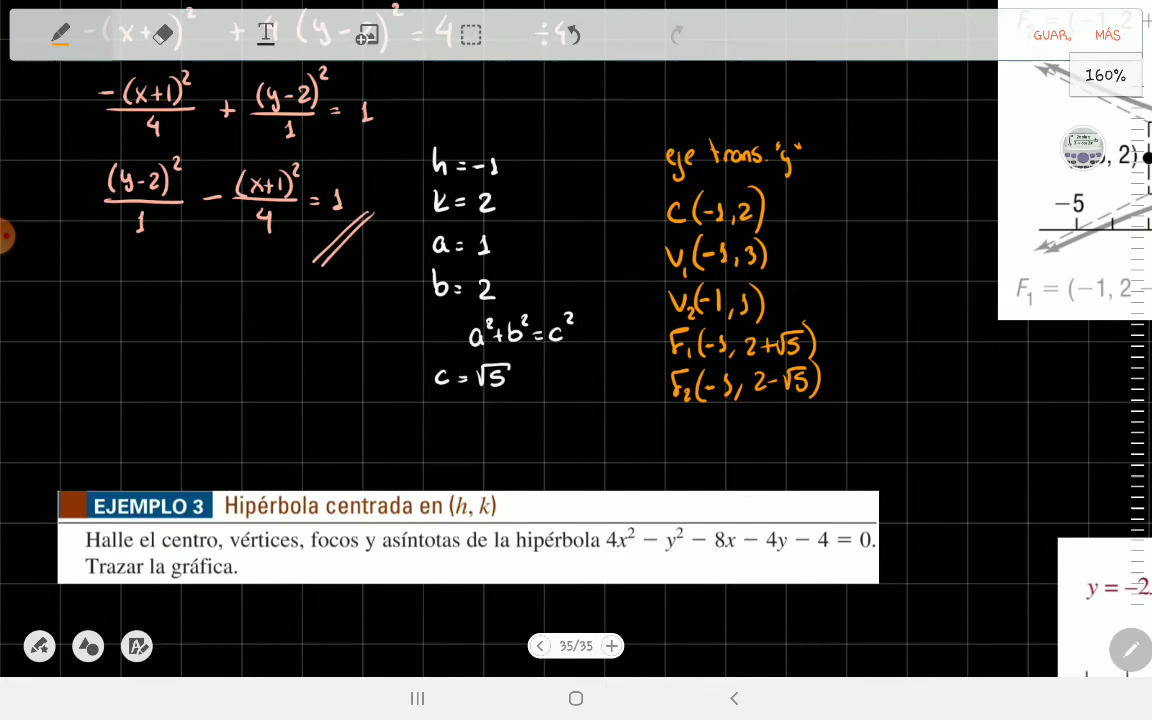 + (y-
= 4 ÷4
GUAR. MÁS
160%
-(x+1)²/4 + (y-2)²/1 = 1
(y-2)²/1 - (x+1)²/4 = 1
h = -1
k = 2
a = 1
b = 2
a² + b² = c²
c = √5
eje trans. "y"
C(-1, 2)
V₁(-1, 3)
V₂(-1, 1)
F₁(-1, 2+√5)
F₂(-1, 2-√5)
, 2)
−5
F₁ = (−1, 2 −
EJEMPLO 3 Hipérbola centrada en (h, k)
Halle el centro, vértices, focos y asíntotas de la hipérbola 4x² − y² − 8x − 4y − 4 = 0.
Trazar la gráfica.
y = −2
35/35